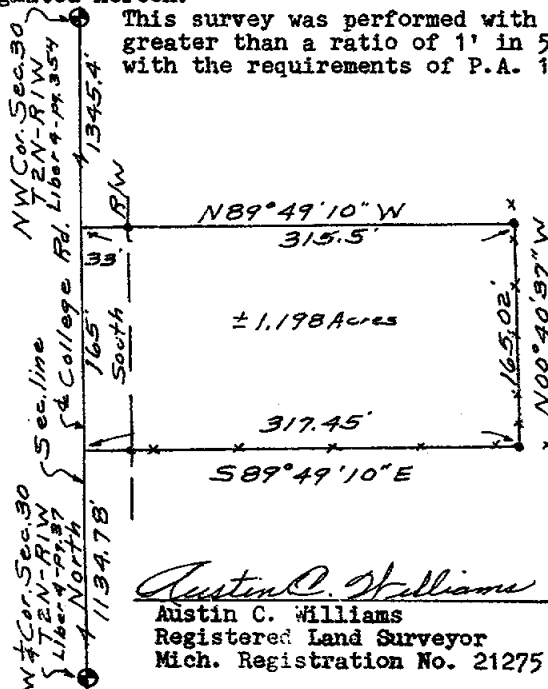 This survey was performed with
greater than a ratio of 1' in 5
with the requirements of P.A. 1
NW Cor. Sec. 30
T2N-R1W
Liber 4-Pg. 354
1345.4'
R/W
33'
N89°49'10"W
315.5'
Sec. line
& ₵ College Rd.
165'
South
±1.198 Acres
165.02'
N00°40'37"W
317.45'
S89°49'10"E
W¼ Cor. Sec. 30
T2N-R1W
Liber 4-Pg. 37
North
1134.78'
Austin C. Williams
Austin C. Williams
Registered Land Surveyor
Mich. Registration No. 21275